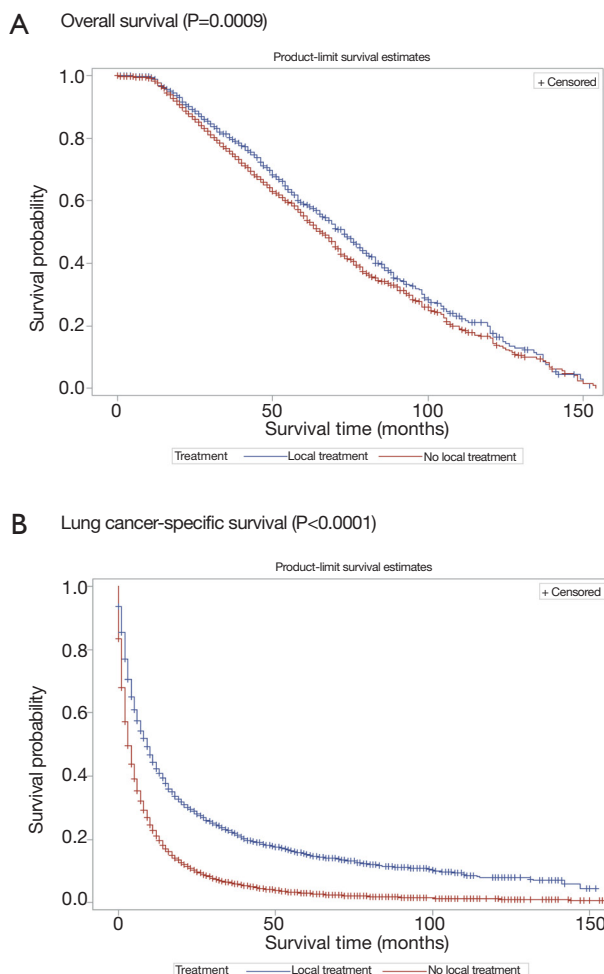 A Overall survival (P=0.0009)
Product-limit survival estimates
+ Censored
1.0
0.8
0.6
0.4
0.2
0.0
Survival probability
0 50 100 150
Survival time (months)
Treatment Local treatment No local treatment
B Lung cancer-specific survival (P<0.0001)
Product-limit survival estimates
+ Censored
1.0
0.8
0.6
0.4
0.2
0.0
Survival probability
0 50 100 150
Survival time (months)
Treatment Local treatment No local treatment